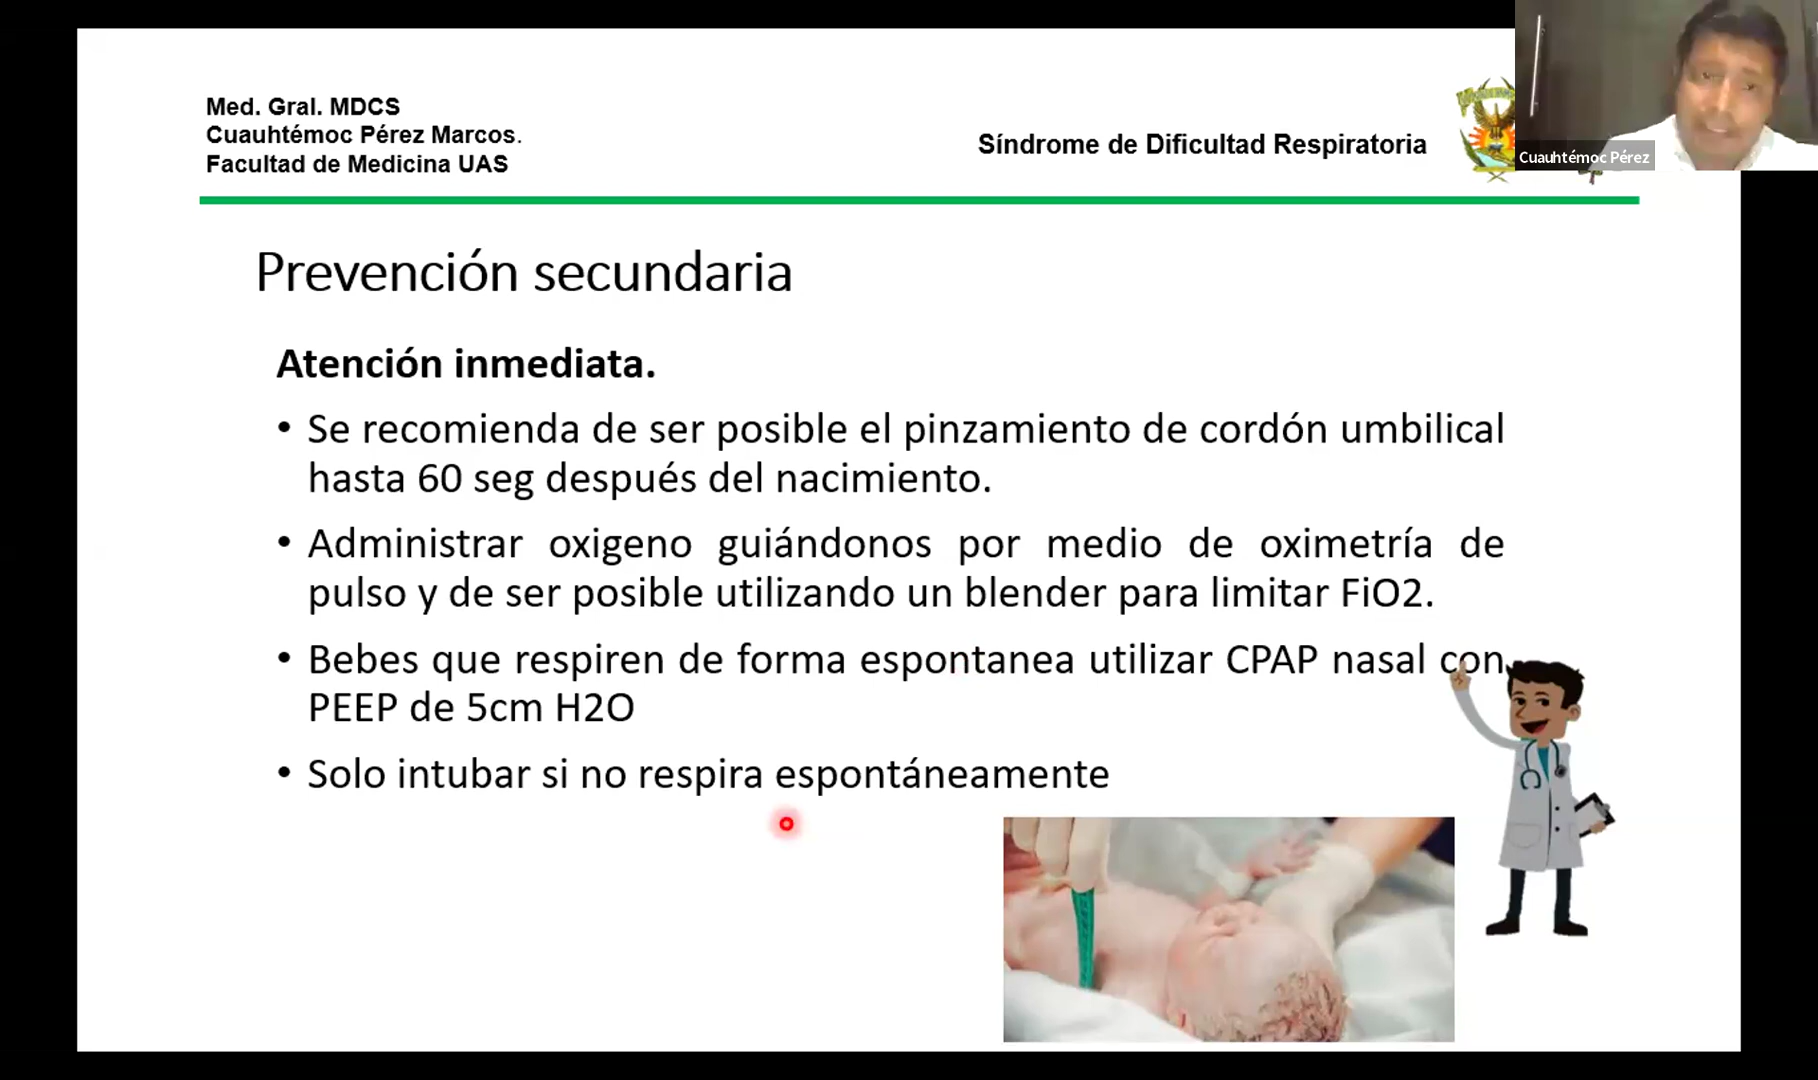 Med. Gral. MDCS
Cuauhtémoc Pérez Marcos.
Facultad de Medicina UAS
Síndrome de Dificultad Respiratoria
Cuauhtémoc Pérez
Prevención secundaria
Atención inmediata.
• Se recomienda de ser posible el pinzamiento de cordón umbilical
hasta 60 seg después del nacimiento.
• Administrar oxigeno guiándonos por medio de oximetría de
pulso y de ser posible utilizando un blender para limitar FiO2.
• Bebes que respiren de forma espontanea utilizar CPAP nasal con
PEEP de 5cm H2O
• Solo intubar si no respira espontáneamente